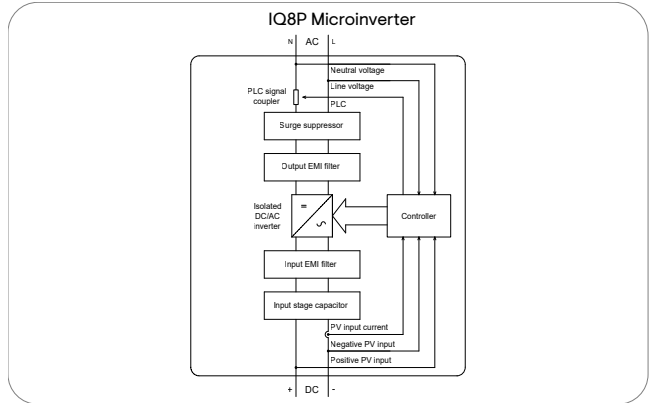 IQ8P Microinverter
N AC L
Neutral voltage
Line voltage
PLC signal
coupler
PLC
Surge suppressor
Output EMI filter
Isolated
DC/AC
inverter
=
∿
Controller
Input EMI filter
Input stage capacitor
PV input current
Negative PV input
Positive PV input
+ DC -